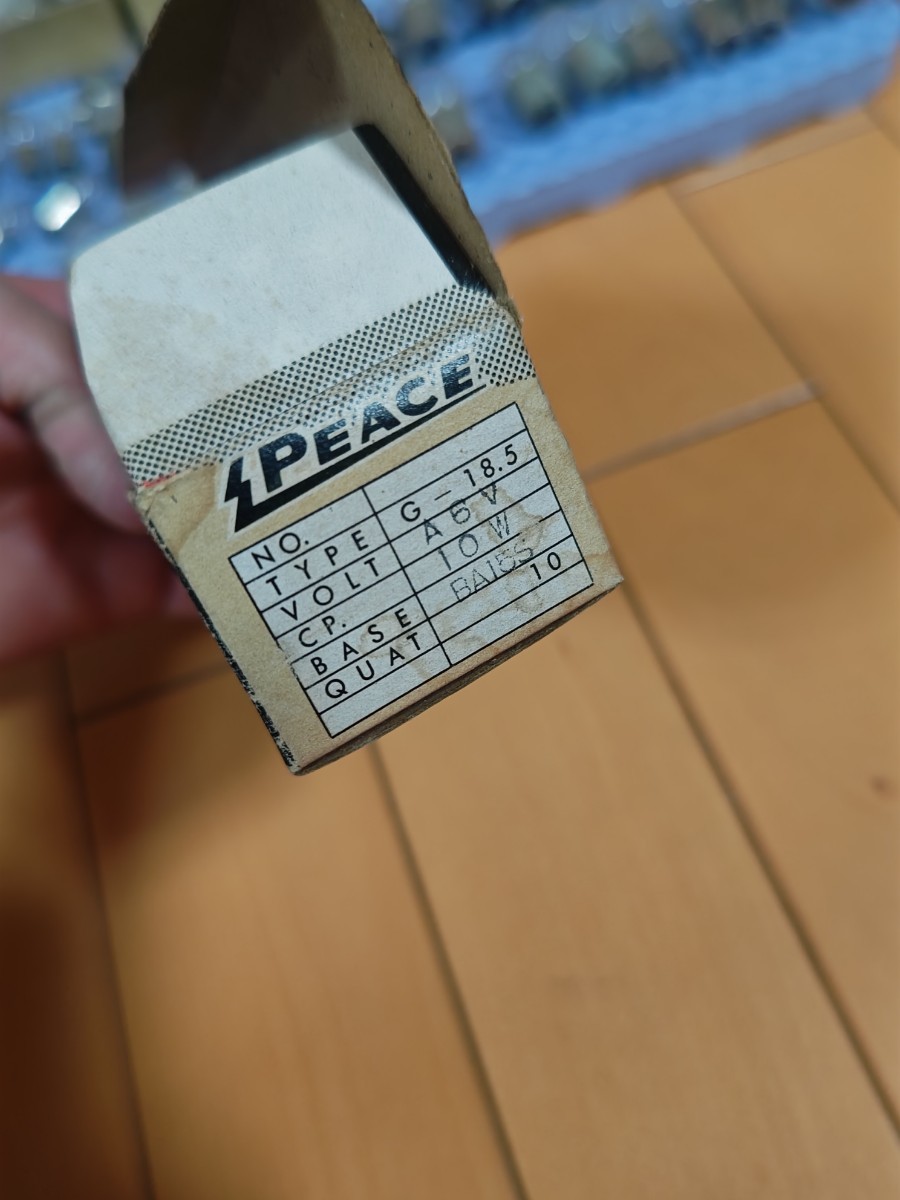 PEACE
NO.
TYPE G-18.5
VOLT A6V
CP. 10W
BASE BA15S
QUAT 10